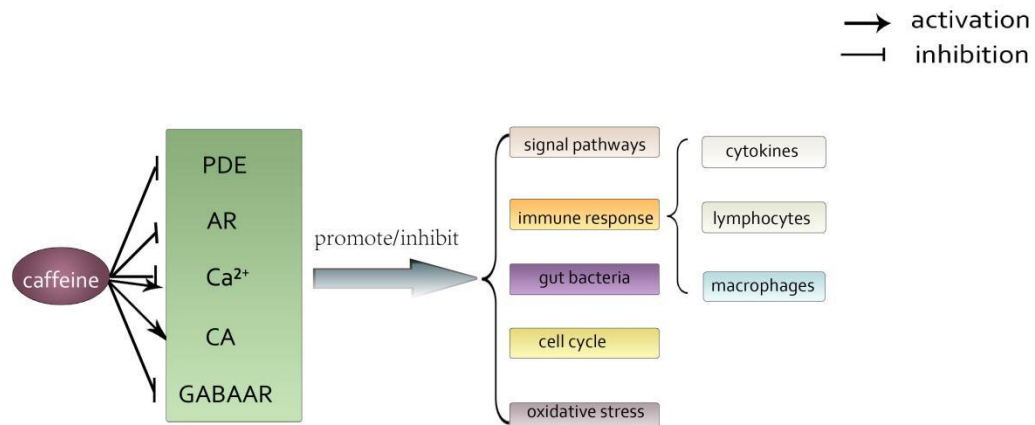 activation
inhibition
caffeine
PDE
AR
Ca²⁺
CA
GABAAR
promote/inhibit
signal pathways
immune response
gut bacteria
cell cycle
oxidative stress
cytokines
lymphocytes
macrophages